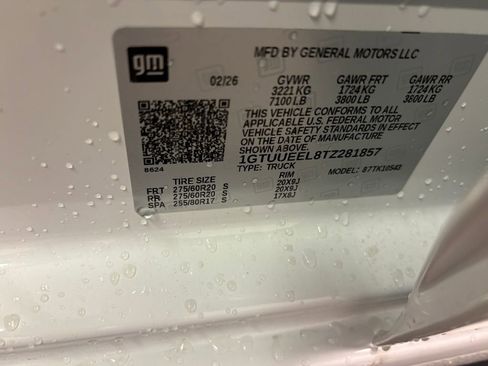 gm
MFD BY GENERAL MOTORS LLC
02/26 GVWR GAWR FRT GAWR RR
3221 KG 1724 KG 1724 KG
7100 LB 3800 LB 3800 LB
THIS VEHICLE CONFORMS TO ALL
APPLICABLE U.S. FEDERAL MOTOR
VEHICLE SAFETY STANDARDS IN EFFECT
ON THE DATE OF MANUFACTURE
SHOWN ABOVE.
1GTUUEEL8TZ281857
TYPE: TRUCK MODEL: 87TK10543
8624
TIRE SIZE RIM
FRT 275/60R20 S 20X9J
RR 275/60R20 S 20X9J
SPA 255/80R17 S 17X8J